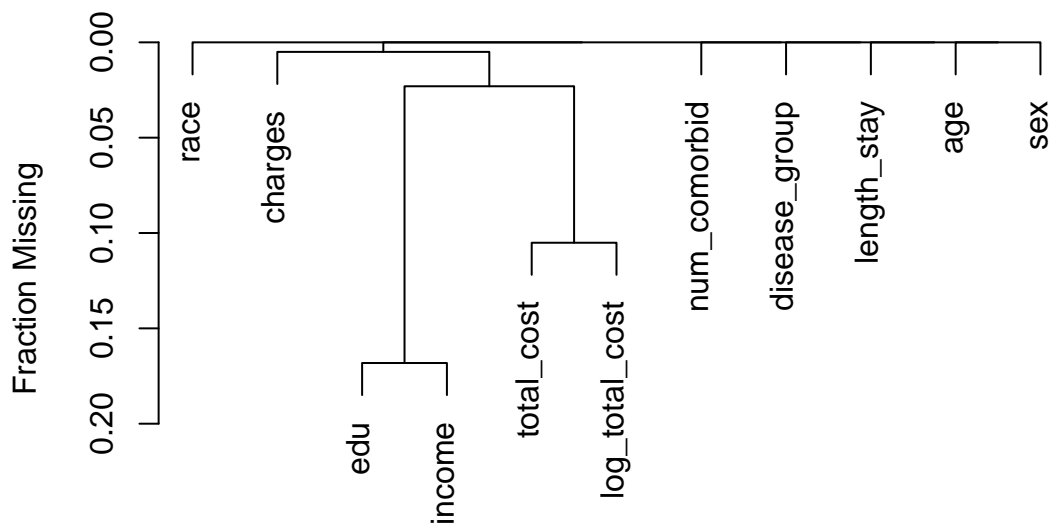 Fraction Missing
0.00
0.05
0.10
0.15
0.20
race
charges
edu
income
total_cost
log_total_cost
num_comorbid
disease_group
length_stay
age
sex